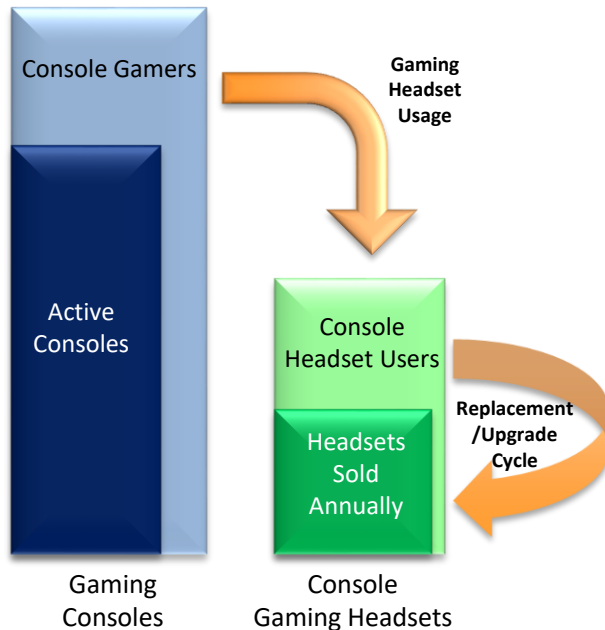 Console Gamers
Gaming
Headset
Usage
Active
Consoles
Console
Headset Users
Replacement
/Upgrade
Cycle
Headsets
Sold
Annually
Gaming
Consoles
Console
Gaming Headsets